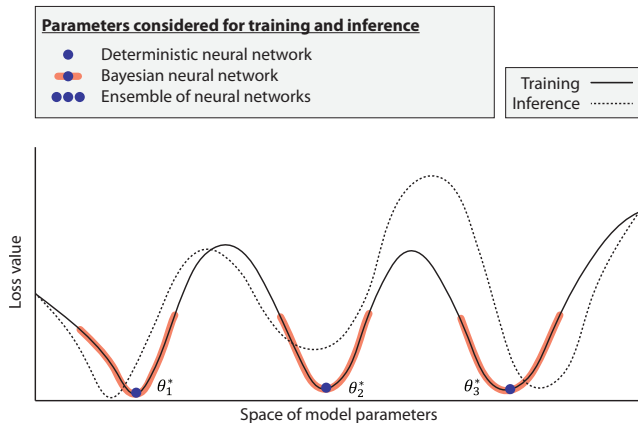 Parameters considered for training and inference
Deterministic neural network
Bayesian neural network
Ensemble of neural networks
Training
Inference
Loss value
θ₁*
θ₂*
θ₃*
Space of model parameters